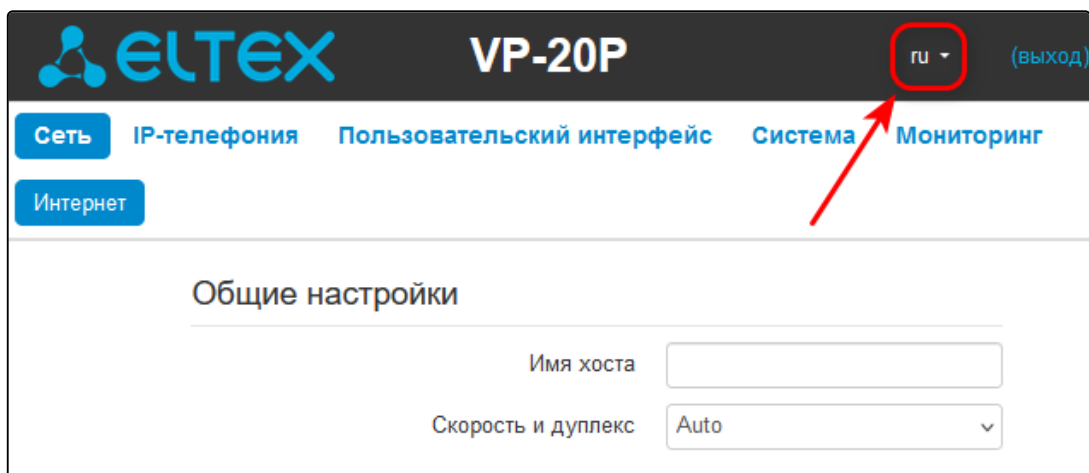 ELTEX VP-20P ru (выход)
Сеть IP-телефония Пользовательский интерфейс Система Мониторинг
Интернет
Общие настройки
Имя хоста
Скорость и дуплекс Auto